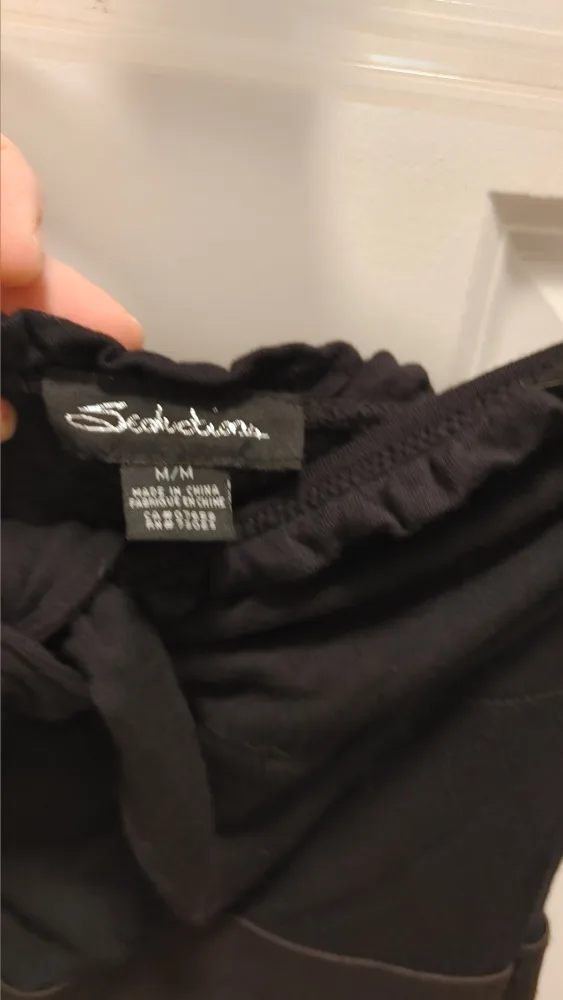 Seductions
M/M
MADE IN CHINA
FABRIQUE EN CHINE